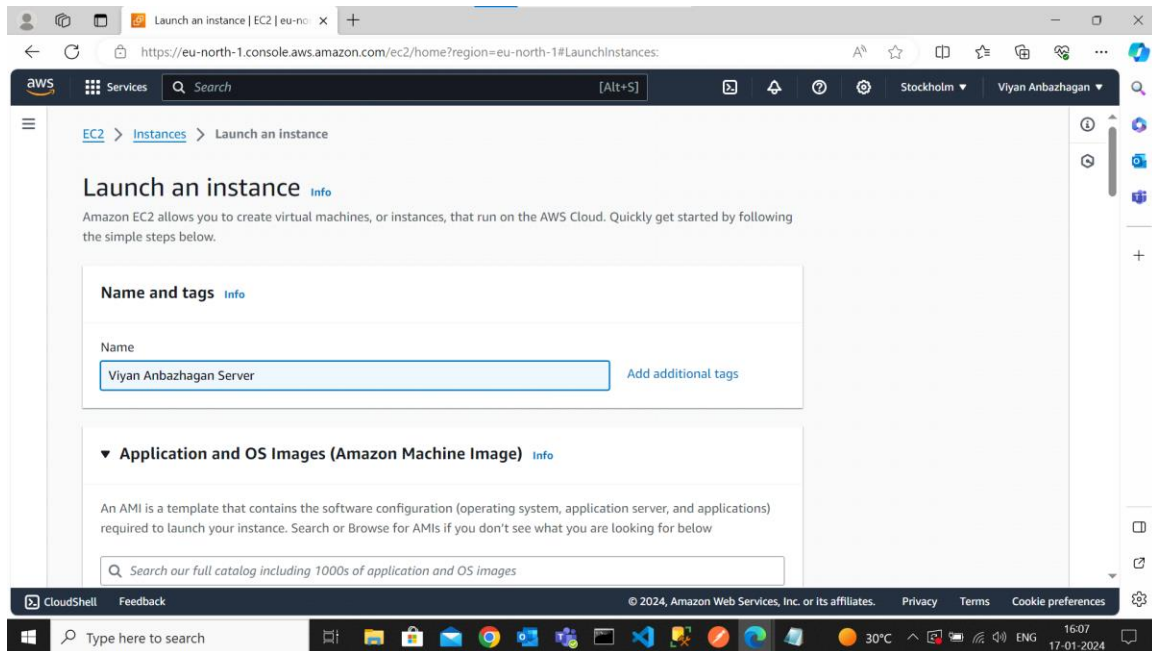 Launch an instance | EC2 | eu-no
https://eu-north-1.console.aws.amazon.com/ec2/home?region=eu-north-1#LaunchInstances:
aws
Services
Search
[Alt+S]
Stockholm
Viyan Anbazhagan
EC2 > Instances > Launch an instance
Launch an instance Info
Amazon EC2 allows you to create virtual machines, or instances, that run on the AWS Cloud. Quickly get started by following
the simple steps below.
Name and tags Info
Name
Viyan Anbazhagan Server
Add additional tags
Application and OS Images (Amazon Machine Image) Info
An AMI is a template that contains the software configuration (operating system, application server, and applications)
required to launch your instance. Search or Browse for AMIs if you don't see what you are looking for below
Search our full catalog including 1000s of application and OS images
CloudShell
Feedback
© 2024, Amazon Web Services, Inc. or its affiliates.
Privacy
Terms
Cookie preferences
Type here to search
30°C
ENG
16:07
17-01-2024